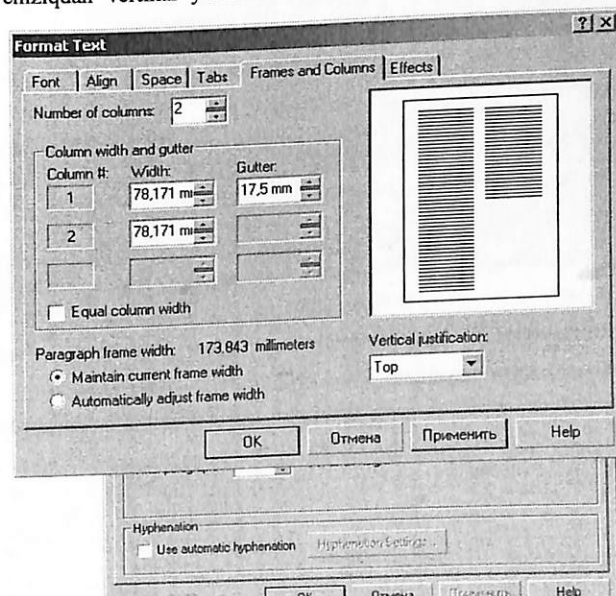 Format Text
? ×
Font Align Space Tabs Frames and Columns Effects
Number of columns: 2
Column width and gutter
Column #: Width: Gutter:
1 78,171 mi 17,5 mm
2 78,171 mi
Equal column width
Paragraph frame width: 173.843 millimeters
Maintain current frame width
Automatically adjust frame width
Vertical justification:
Top
OK Отмена Применить Help
Hyphenation
Use automatic hyphenation Hyphenation Settings...
OK Отмена Применить Help